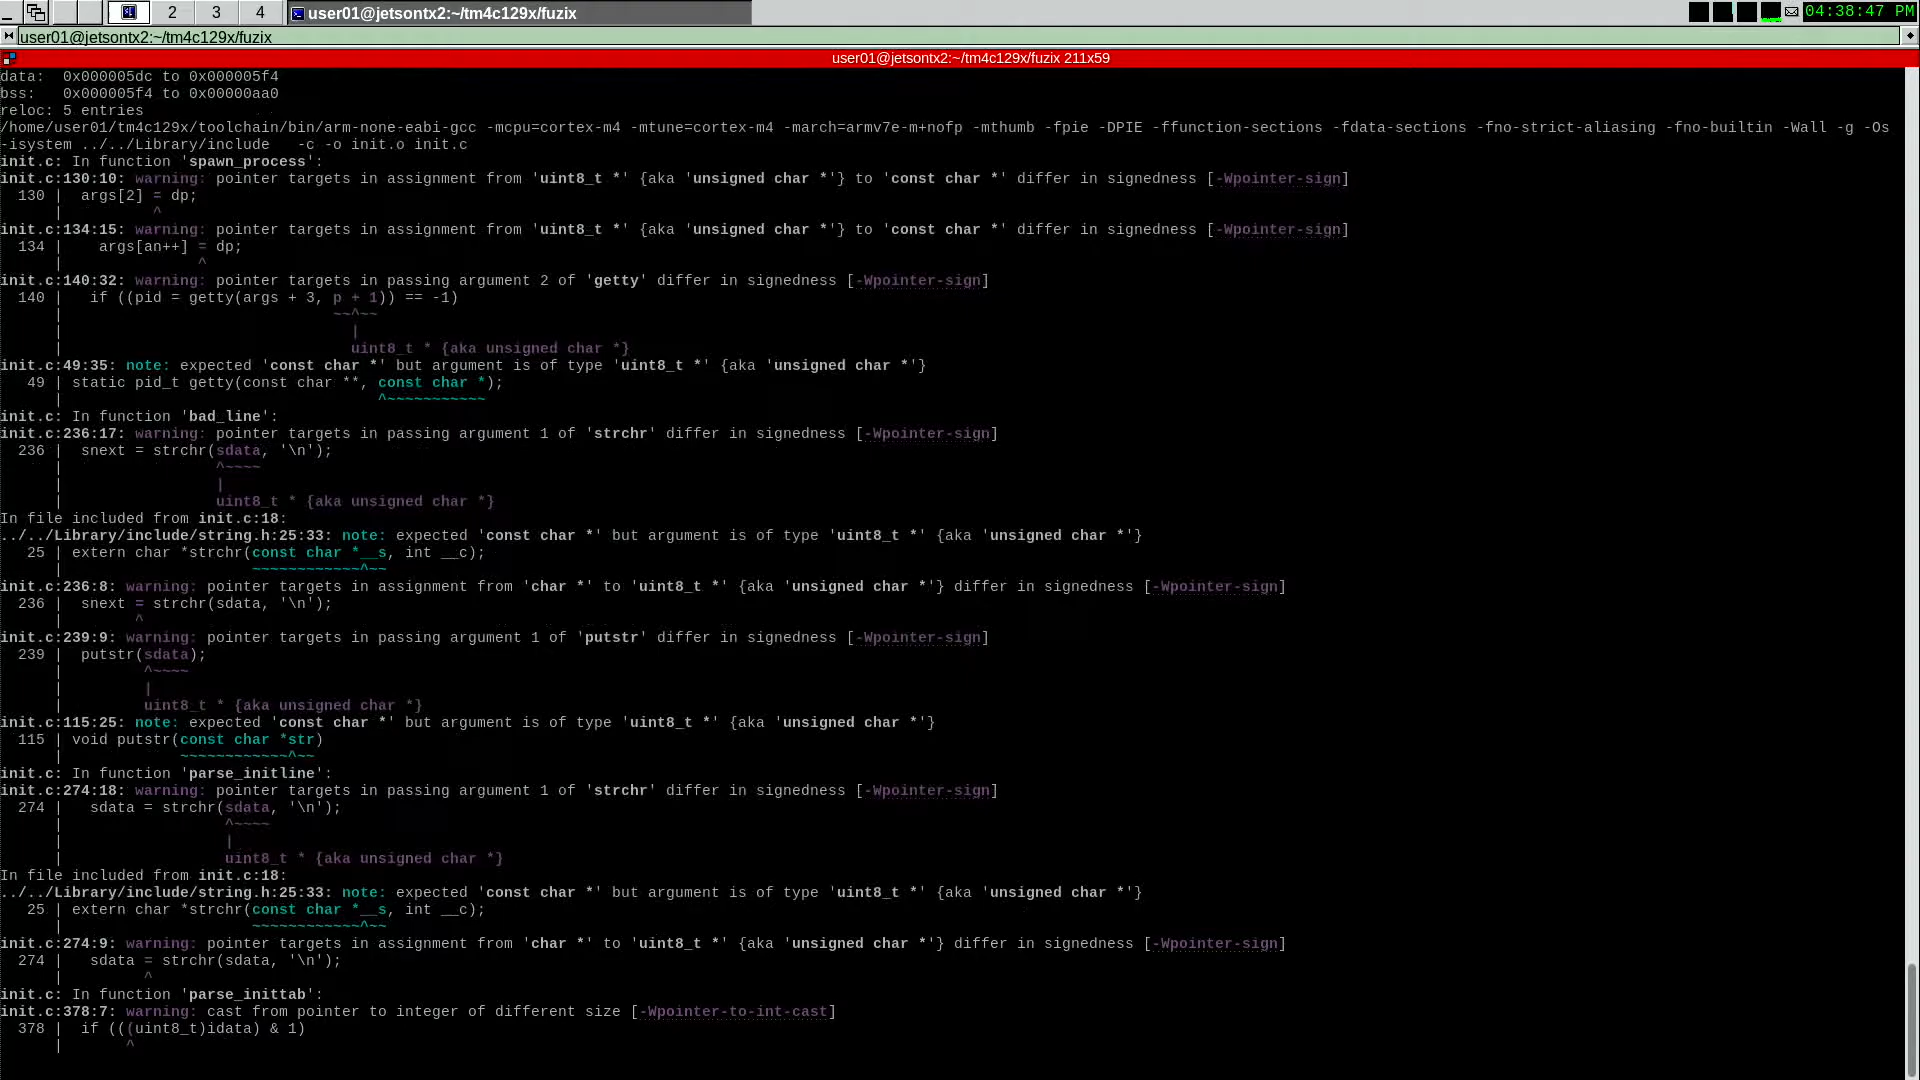 2 3 4 user01@jetsontx2:~/tm4c129x/fuzix 04:38:47 PM
user01@jetsontx2:~/tm4c129x/fuzix
user01@jetsontx2:~/tm4c129x/fuzix 211x59
data:  0x000005dc to 0x000005f4
bss:   0x000005f4 to 0x00000aa0
reloc: 5 entries
/home/user01/tm4c129x/toolchain/bin/arm-none-eabi-gcc -mcpu=cortex-m4 -mtune=cortex-m4 -march=armv7e-m+nofp -mthumb -fpie -DPIE -ffunction-sections -fdata-sections -fno-strict-aliasing -fno-builtin -Wall -g -Os
-isystem ../../Library/include   -c -o init.o init.c
init.c: In function 'spawn_process':
init.c:130:10: warning: pointer targets in assignment from 'uint8_t *' {aka 'unsigned char *'} to 'const char *' differ in signedness [-Wpointer-sign]
  130 |  args[2] = dp;
      |          ^
init.c:134:15: warning: pointer targets in assignment from 'uint8_t *' {aka 'unsigned char *'} to 'const char *' differ in signedness [-Wpointer-sign]
  134 |    args[an++] = dp;
      |               ^
init.c:140:32: warning: pointer targets in passing argument 2 of 'getty' differ in signedness [-Wpointer-sign]
  140 |   if ((pid = getty(args + 3, p + 1)) == -1)
      |                              ~~^~~
      |                                |
      |                                uint8_t * {aka unsigned char *}
init.c:49:35: note: expected 'const char *' but argument is of type 'uint8_t *' {aka 'unsigned char *'}
   49 | static pid_t getty(const char **, const char *);
      |                                   ^~~~~~~~~~~~
init.c: In function 'bad_line':
init.c:236:17: warning: pointer targets in passing argument 1 of 'strchr' differ in signedness [-Wpointer-sign]
  236 |  snext = strchr(sdata, '\n');
      |                 ^~~~~
      |                 |
      |                 uint8_t * {aka unsigned char *}
In file included from init.c:18:
../../Library/include/string.h:25:33: note: expected 'const char *' but argument is of type 'uint8_t *' {aka 'unsigned char *'}
   25 | extern char *strchr(const char *__s, int __c);
      |                     ~~~~~~~~~~~~^~~
init.c:236:8: warning: pointer targets in assignment from 'char *' to 'uint8_t *' {aka 'unsigned char *'} differ in signedness [-Wpointer-sign]
  236 |  snext = strchr(sdata, '\n');
      |        ^
init.c:239:9: warning: pointer targets in passing argument 1 of 'putstr' differ in signedness [-Wpointer-sign]
  239 |  putstr(sdata);
      |         ^~~~~
      |         |
      |         uint8_t * {aka unsigned char *}
init.c:115:25: note: expected 'const char *' but argument is of type 'uint8_t *' {aka 'unsigned char *'}
  115 | void putstr(const char *str)
      |             ~~~~~~~~~~~~^~~
init.c: In function 'parse_initline':
init.c:274:18: warning: pointer targets in passing argument 1 of 'strchr' differ in signedness [-Wpointer-sign]
  274 |   sdata = strchr(sdata, '\n');
      |                  ^~~~~
      |                  |
      |                  uint8_t * {aka unsigned char *}
In file included from init.c:18:
../../Library/include/string.h:25:33: note: expected 'const char *' but argument is of type 'uint8_t *' {aka 'unsigned char *'}
   25 | extern char *strchr(const char *__s, int __c);
      |                     ~~~~~~~~~~~~^~~
init.c:274:9: warning: pointer targets in assignment from 'char *' to 'uint8_t *' {aka 'unsigned char *'} differ in signedness [-Wpointer-sign]
  274 |   sdata = strchr(sdata, '\n');
      |         ^
init.c: In function 'parse_inittab':
init.c:378:7: warning: cast from pointer to integer of different size [-Wpointer-to-int-cast]
  378 |  if (((uint8_t)idata) & 1)
      |       ^